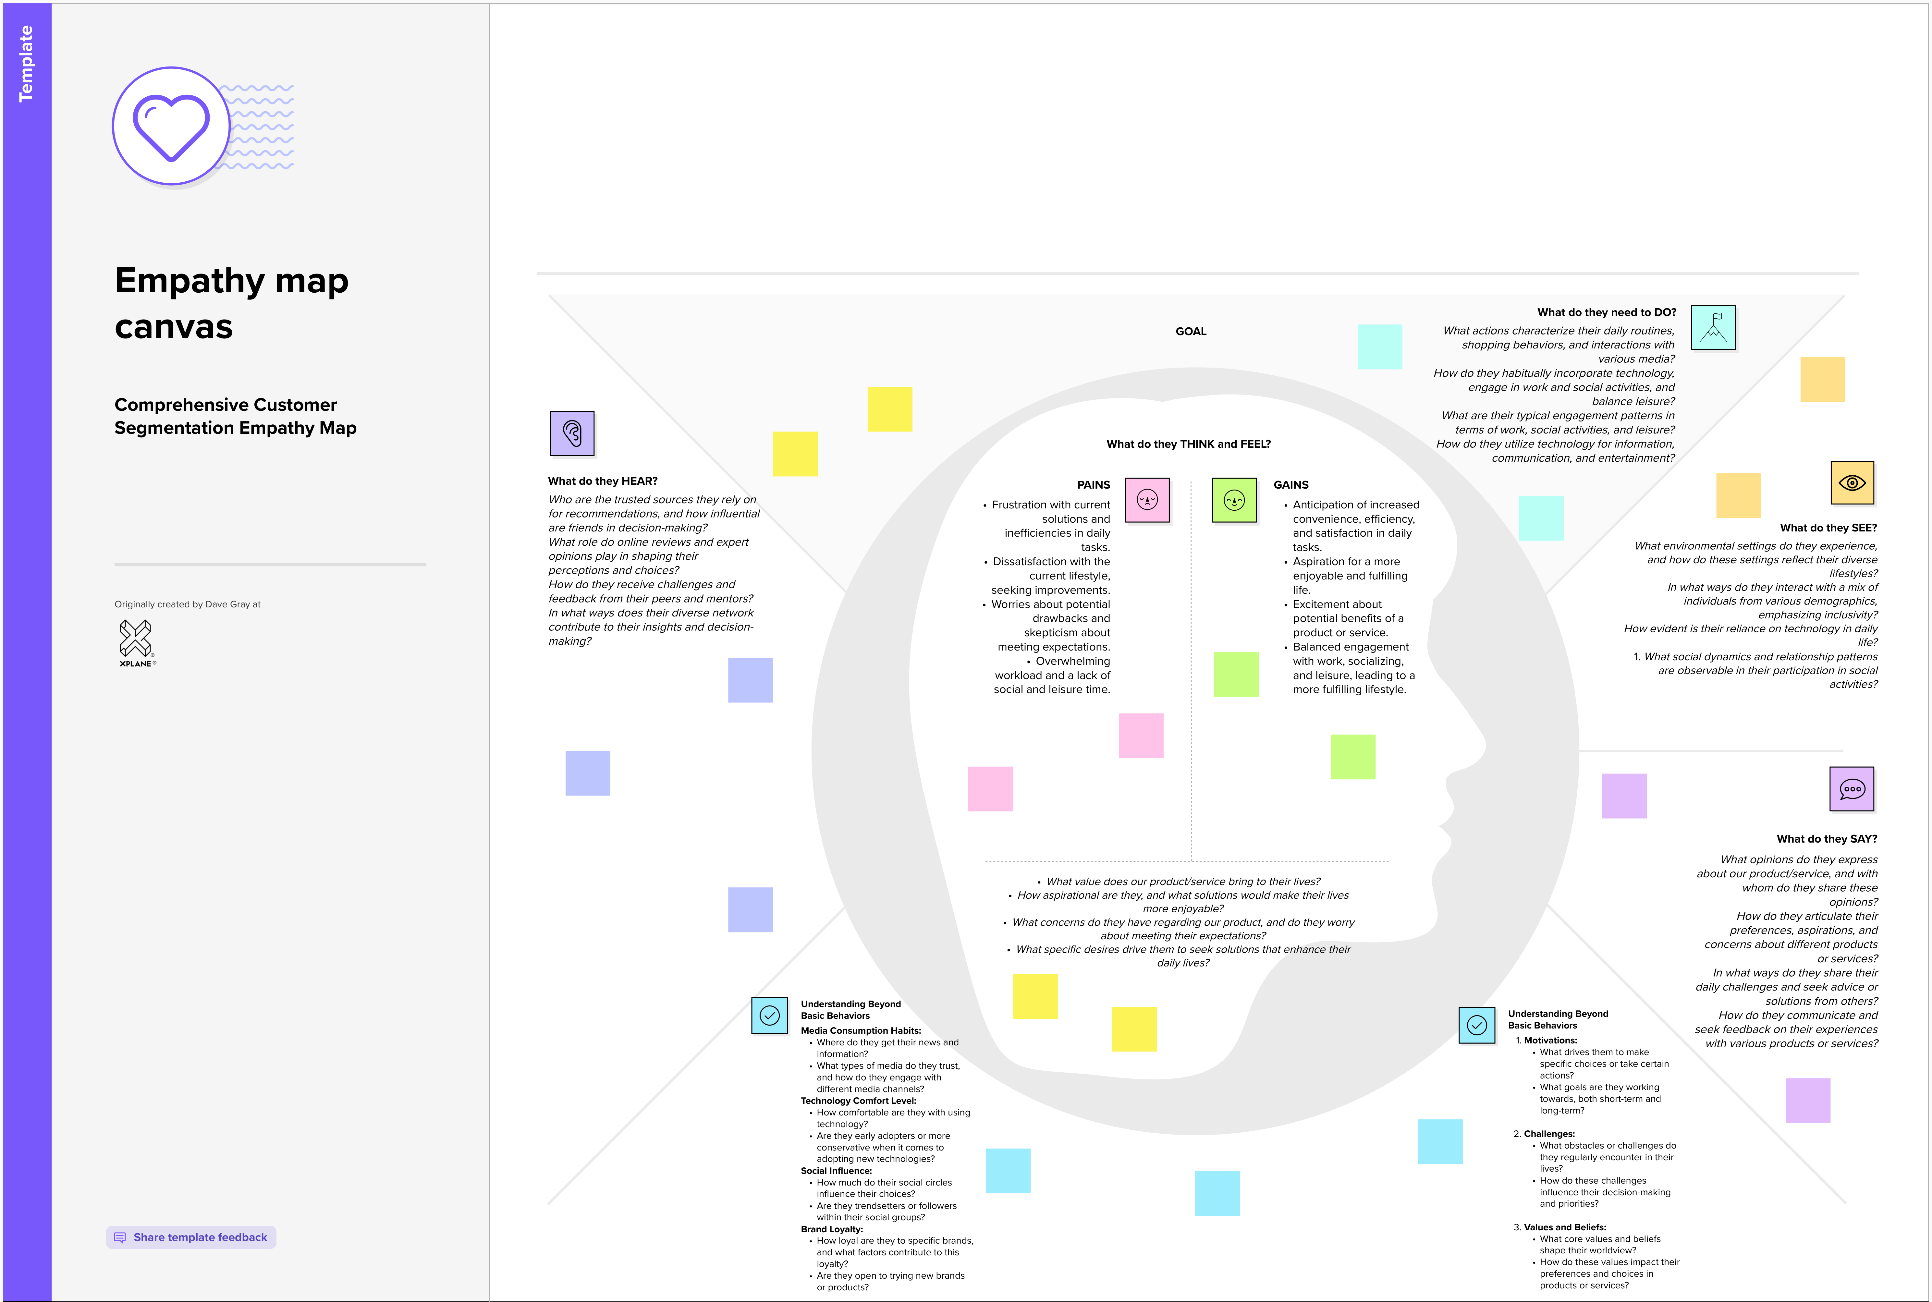 Template
Empathy map
canvas
Comprehensive Customer
Segmentation Empathy Map
Originally created by Dave Gray at
XPLANE®
Share template feedback
GOAL
What do they need to DO?
What actions characterize their daily routines,
shopping behaviors, and interactions with
various media?
How do they habitually incorporate technology,
engage in work and social activities, and
balance leisure?
What are their typical engagement patterns in
terms of work, social activities, and leisure?
How do they utilize technology for information,
communication, and entertainment?
What do they HEAR?
Who are the trusted sources they rely on
for recommendations, and how influential
are friends in decision-making?
What role do online reviews and expert
opinions play in shaping their
perceptions and choices?
How do they receive challenges and
feedback from their peers and mentors?
In what ways does their diverse network
contribute to their insights and decision-
making?
What do they THINK and FEEL?
PAINS
• Frustration with current
solutions and
inefficiencies in daily
tasks.
• Dissatisfaction with the
current lifestyle,
seeking improvements.
• Worries about potential
drawbacks and
skepticism about
meeting expectations.
• Overwhelming
workload and a lack of
social and leisure time.
GAINS
• Anticipation of increased
convenience, efficiency,
and satisfaction in daily
tasks.
• Aspiration for a more
enjoyable and fulfilling
life.
• Excitement about
potential benefits of a
product or service.
• Balanced engagement
with work, socializing,
and leisure, leading to a
more fulfilling lifestyle.
What do they SEE?
What environmental settings do they experience,
and how do these settings reflect their diverse
lifestyles?
In what ways do they interact with a mix of
individuals from various demographics,
emphasizing inclusivity?
How evident is their reliance on technology in daily
life?
1. What social dynamics and relationship patterns
are observable in their participation in social
activities?
What do they SAY?
What opinions do they express
about our product/service, and with
whom do they share these
opinions?
How do they articulate their
preferences, aspirations, and
concerns about different products
or services?
In what ways do they share their
daily challenges and seek advice or
solutions from others?
How do they communicate and
seek feedback on their experiences
with various products or services?
• What value does our product/service bring to their lives?
• How aspirational are they, and what solutions would make their lives
more enjoyable?
• What concerns do they have regarding our product, and do they worry
about meeting their expectations?
• What specific desires drive them to seek solutions that enhance their
daily lives?
Understanding Beyond
Basic Behaviors
Media Consumption Habits:
• Where do they get their news and
information?
• What types of media do they trust,
and how do they engage with
different media channels?
Technology Comfort Level:
• How comfortable are they with using
technology?
• Are they early adopters or more
conservative when it comes to
adopting new technologies?
Social Influence:
• How much do their social circles
influence their choices?
• Are they trendsetters or followers
within their social groups?
Brand Loyalty:
• How loyal are they to specific brands,
and what factors contribute to this
loyalty?
• Are they open to trying new brands
or products?
Understanding Beyond
Basic Behaviors
1. Motivations:
• What drives them to make
specific choices or take certain
actions?
• What goals are they working
towards, both short-term and
long-term?
2. Challenges:
• What obstacles or challenges do
they regularly encounter in their
lives?
• How do these challenges
influence their decision-making
and priorities?
3. Values and Beliefs:
• What core values and beliefs
shape their worldview?
• How do these values impact their
preferences and choices in
products or services?